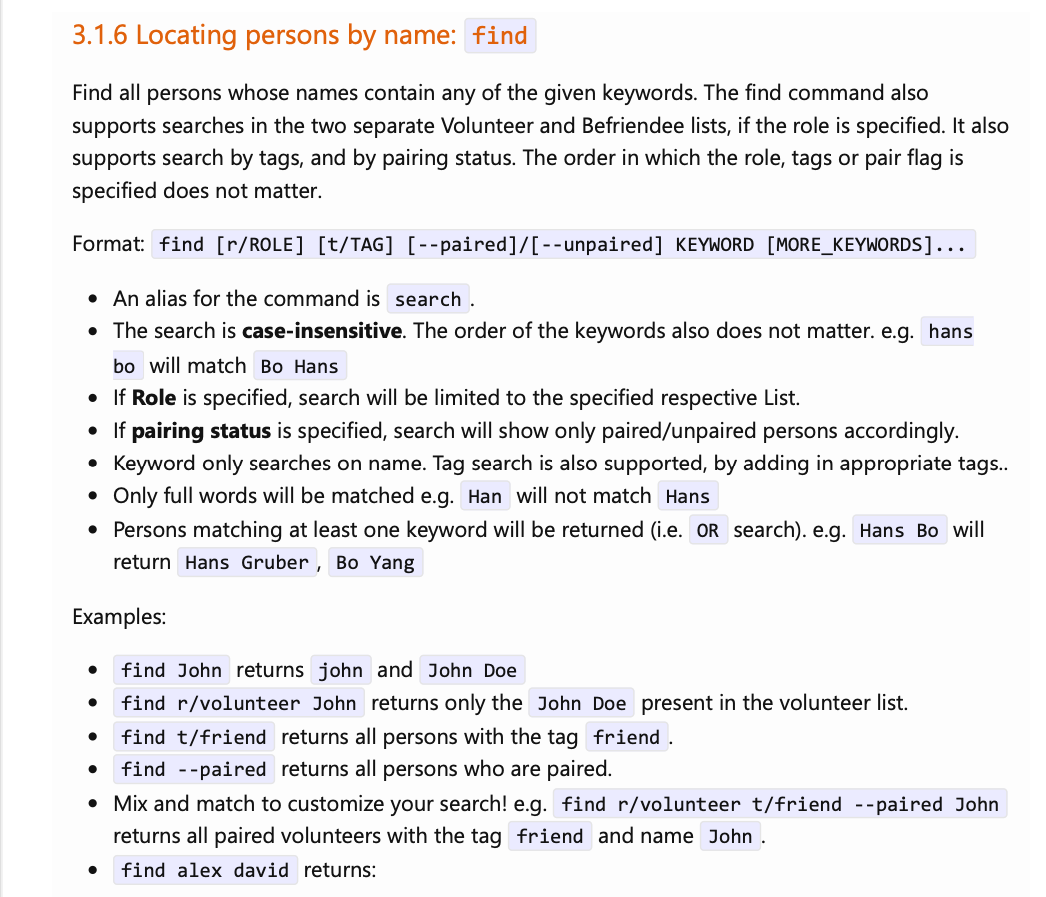 3.1.6 Locating persons by name: find
Find all persons whose names contain any of the given keywords. The find command also
supports searches in the two separate Volunteer and Befriendee lists, if the role is specified. It also
supports search by tags, and by pairing status. The order in which the role, tags or pair flag is
specified does not matter.
Format: find [r/ROLE] [t/TAG] [--paired]/[--unpaired] KEYWORD [MORE_KEYWORDS]...
• An alias for the command is search.
• The search is case-insensitive. The order of the keywords also does not matter. e.g. hans
bo will match Bo Hans
• If Role is specified, search will be limited to the specified respective List.
• If pairing status is specified, search will show only paired/unpaired persons accordingly.
• Keyword only searches on name. Tag search is also supported, by adding in appropriate tags..
• Only full words will be matched e.g. Han will not match Hans
• Persons matching at least one keyword will be returned (i.e. OR search). e.g. Hans Bo will
return Hans Gruber, Bo Yang
Examples:
• find John returns john and John Doe
• find r/volunteer John returns only the John Doe present in the volunteer list.
• find t/friend returns all persons with the tag friend.
• find --paired returns all persons who are paired.
• Mix and match to customize your search! e.g. find r/volunteer t/friend --paired John
returns all paired volunteers with the tag friend and name John.
• find alex david returns: